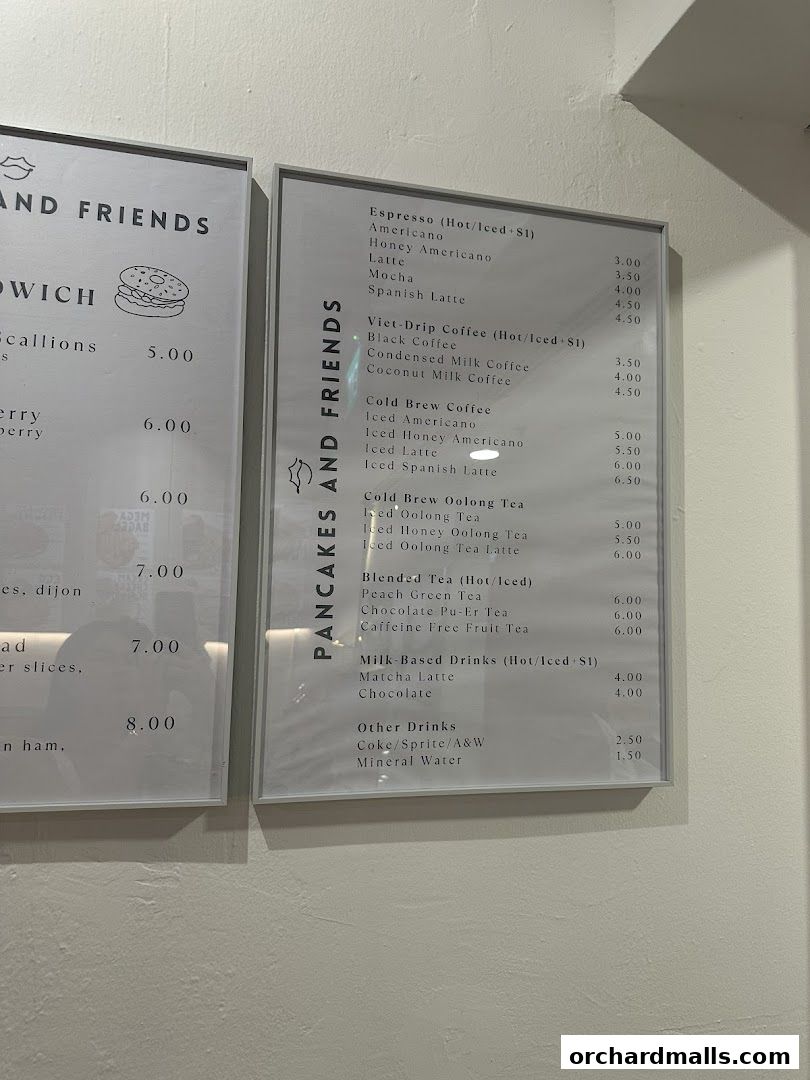 AND FRIENDS
WICH
Scallions 5.00
s
erry 6.00
berry
6.00
7.00
es, dijon
ad 7.00
er slices,
8.00
n ham,
PANCAKES AND FRIENDS
Espresso (Hot/Iced+$1)
Americano 3.00
Honey Americano 3.50
Latte 4.00
Mocha 4.50
Spanish Latte 4.50
Viet-Drip Coffee (Hot/Iced+$1)
Black Coffee 3.50
Condensed Milk Coffee 4.00
Coconut Milk Coffee 4.50
Cold Brew Coffee
Iced Americano 5.00
Iced Honey Americano 5.50
Iced Latte 6.00
Iced Spanish Latte 6.50
Cold Brew Oolong Tea
Iced Oolong Tea 5.00
Iced Honey Oolong Tea 5.50
Iced Oolong Tea Latte 6.00
Blended Tea (Hot/Iced)
Peach Green Tea 6.00
Chocolate Pu-Er Tea 6.00
Caffeine Free Fruit Tea 6.00
Milk-Based Drinks (Hot/Iced+$1)
Matcha Latte 4.00
Chocolate 4.00
Other Drinks
Coke/Sprite/A&W 2.50
Mineral Water 1.50
orchardmalls.com